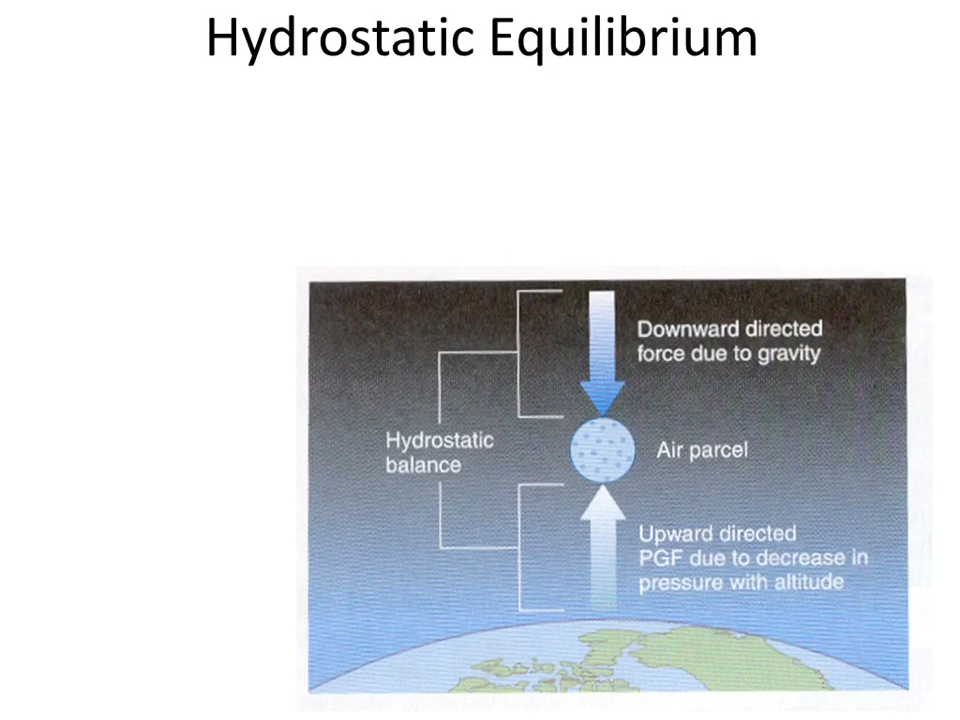 Hydrostatic Equilibrium
Downward directed
force due to gravity
Hydrostatic
balance
Air parcel
Upward directed
PGF due to decrease in
pressure with altitude